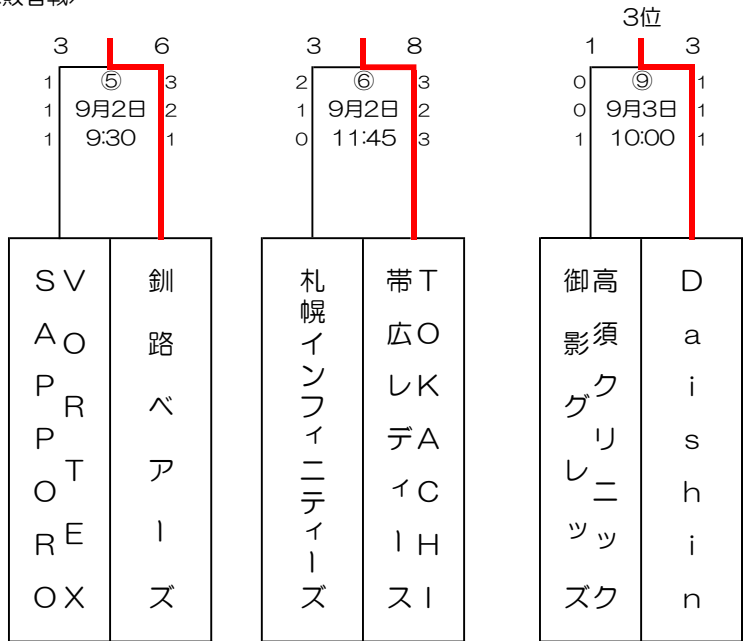 3 6
1 ⑤ 3
1 9月2日 2
1 9:30 1
VORTEX
SAPPORO
釧路ベアーズ
3 8
2 ⑥ 3
1 9月2日 2
0 11:45 3
札幌インフィニティーズ
TOKACHI
帯広レディース
3位
1 3
0 ⑨ 1
0 9月3日 1
1 10:00 1
高須クリニック
御影グレッズ
Daishin